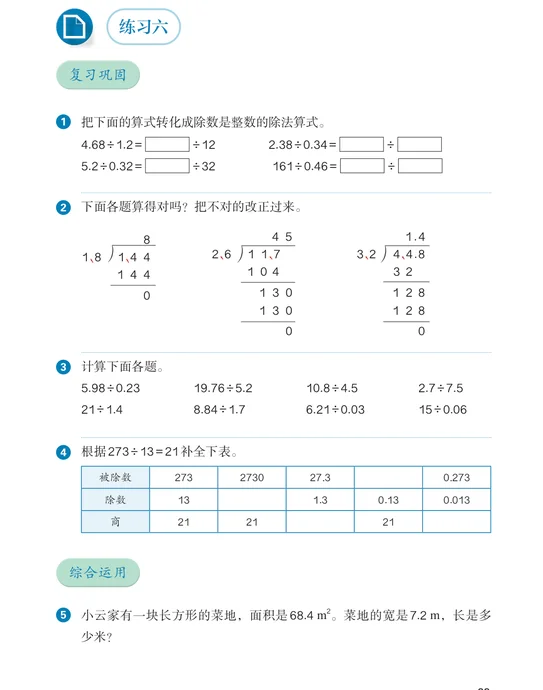 练习六
复习巩固
1 把下面的算式转化成除数是整数的除法算式。
4.68÷1.2= ÷12 2.38÷0.34= ÷
5.2÷0.32= ÷32 161÷0.46= ÷
2 下面各题算得对吗？把不对的改正过来。
8 4 5 1.4
1.8 1.4 4 2.6 1 1.7 3.2 4.4.8
1 4 4 1 0 4 3 2
0 1 3 0 1 2 8
1 3 0 1 2 8
0 0
3 计算下面各题。
5.98÷0.23 19.76÷5.2 10.8÷4.5 2.7÷7.5
21÷1.4 8.84÷1.7 6.21÷0.03 15÷0.06
4 根据273÷13=21补全下表。
被除数 273 2730 27.3 0.273
除数 13 1.3 0.13 0.013
商 21 21 21
综合运用
5 小云家有一块长方形的菜地，面积是68.4 m²。菜地的宽是7.2 m，长是多
少米？